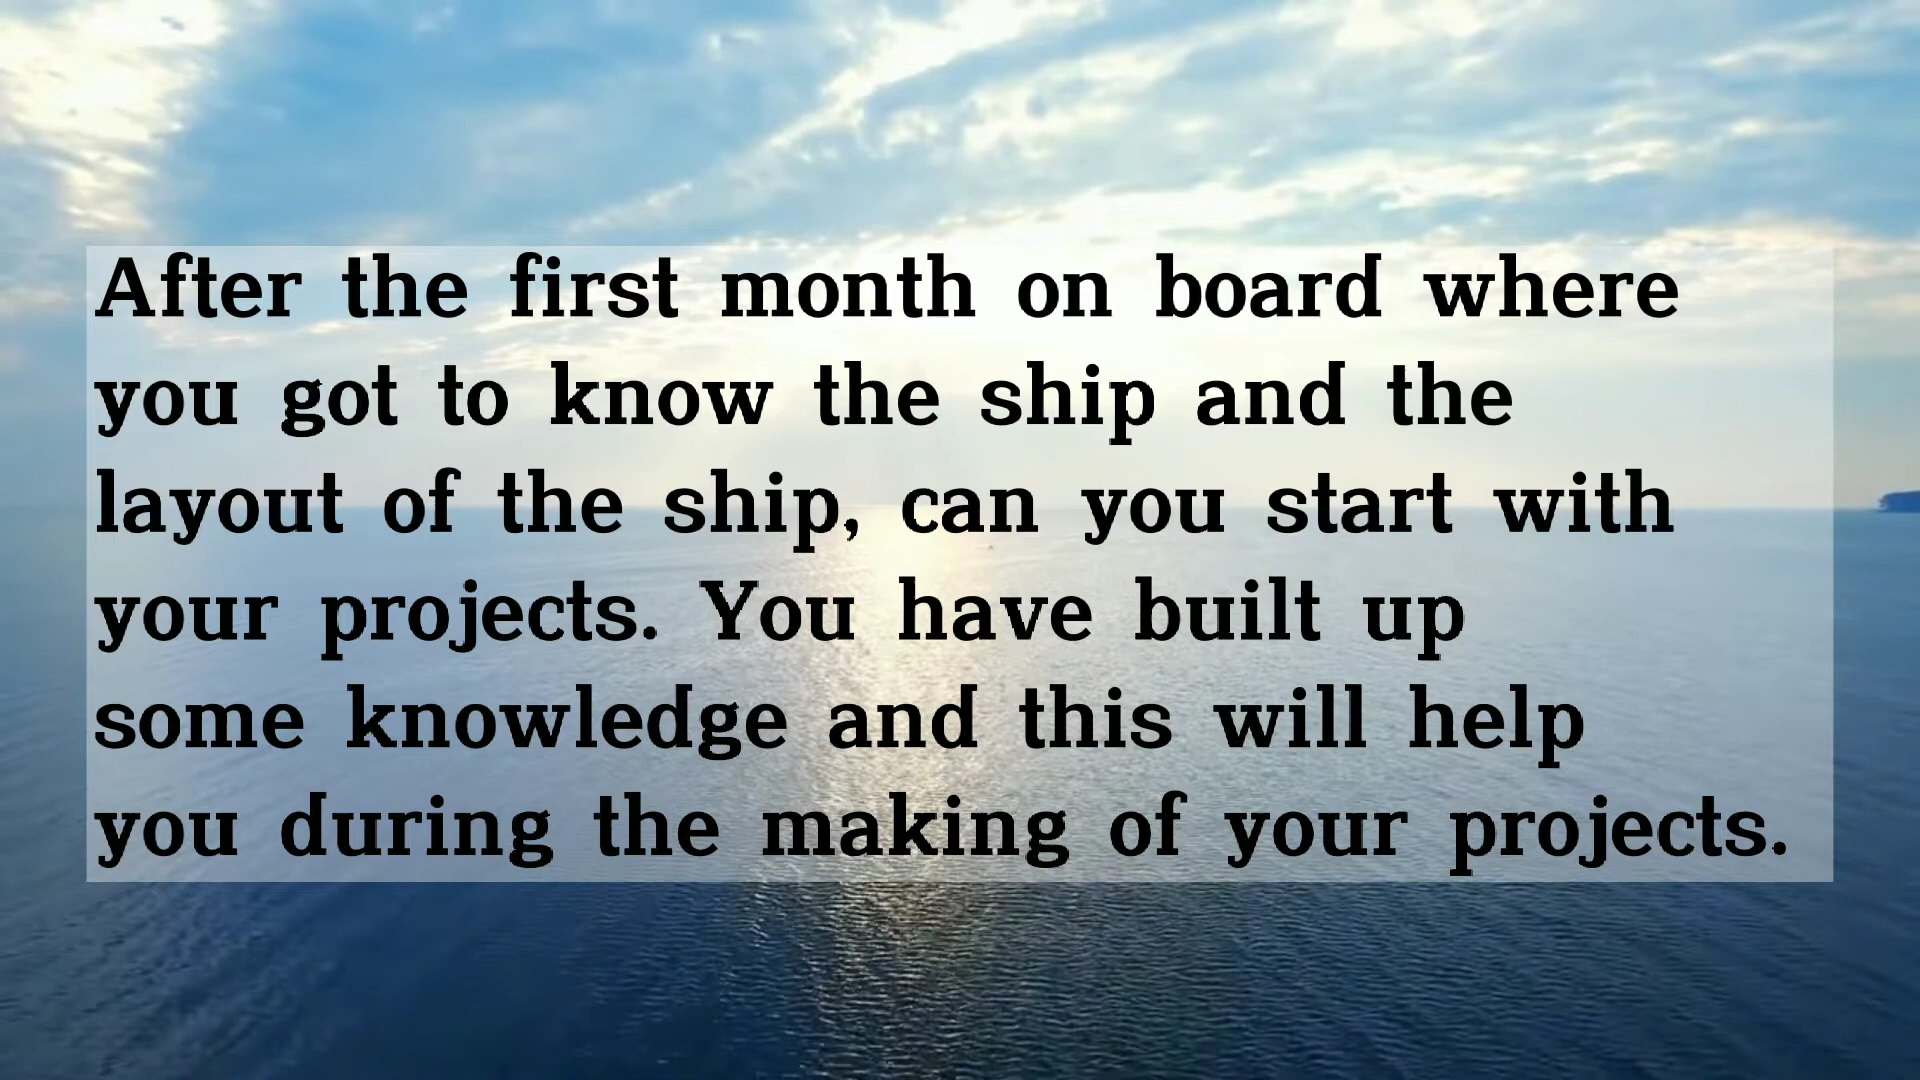 After the first month on board where
you got to know the ship and the
layout of the ship, can you start with
your projects. You have built up
some knowledge and this will help
you during the making of your projects.